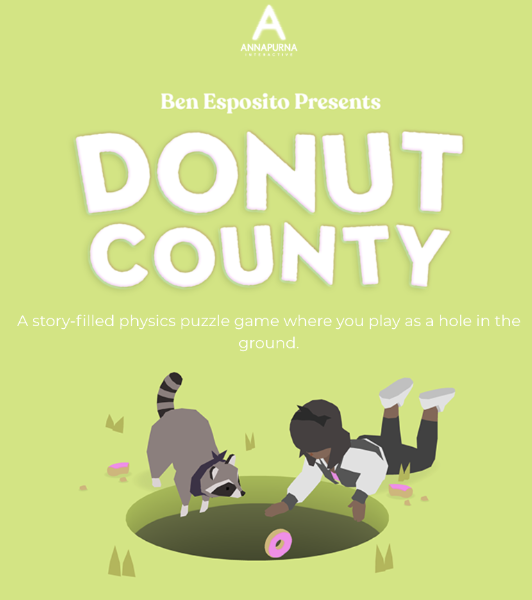 ANNAPURNA
INTERACTIVE
Ben Esposito Presents
DONUT
COUNTY
A story-filled physics puzzle game where you play as a hole in the
ground.